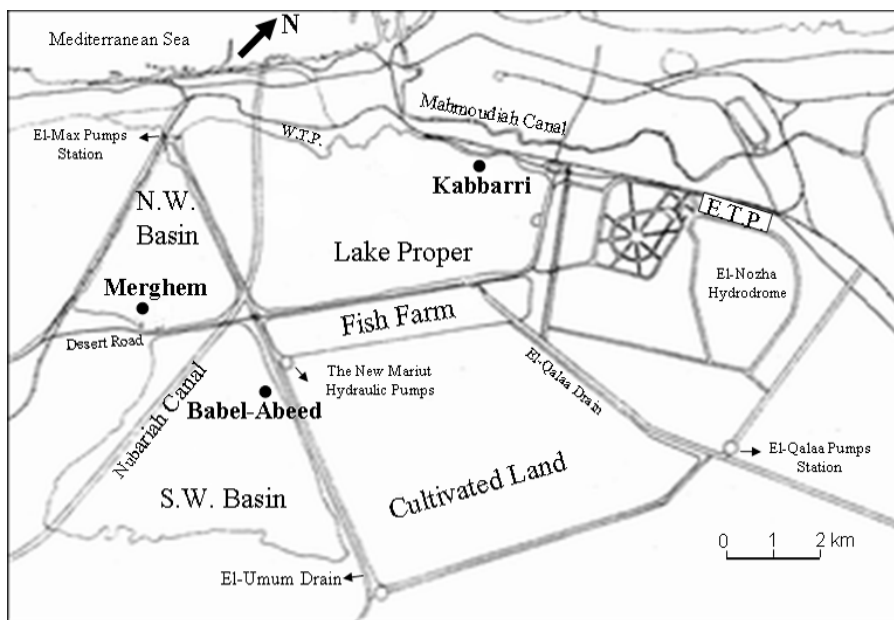 Mediterranean Sea
N
El-Max Pumps
Station
W.T.P.
Mahmoudiah Canal
Kabbarri
N.W.
Basin
E.T.P.
Lake Proper
El-Nozha
Hydrodrome
Merghem
Fish Farm
Desert Road
The New Mariut
Hydraulic Pumps
El-Qalaa Drain
Nubariah Canal
Babel-Abeed
El-Qalaa Pumps
Station
Cultivated Land
S.W. Basin
0 1 2 km
El-Umum Drain